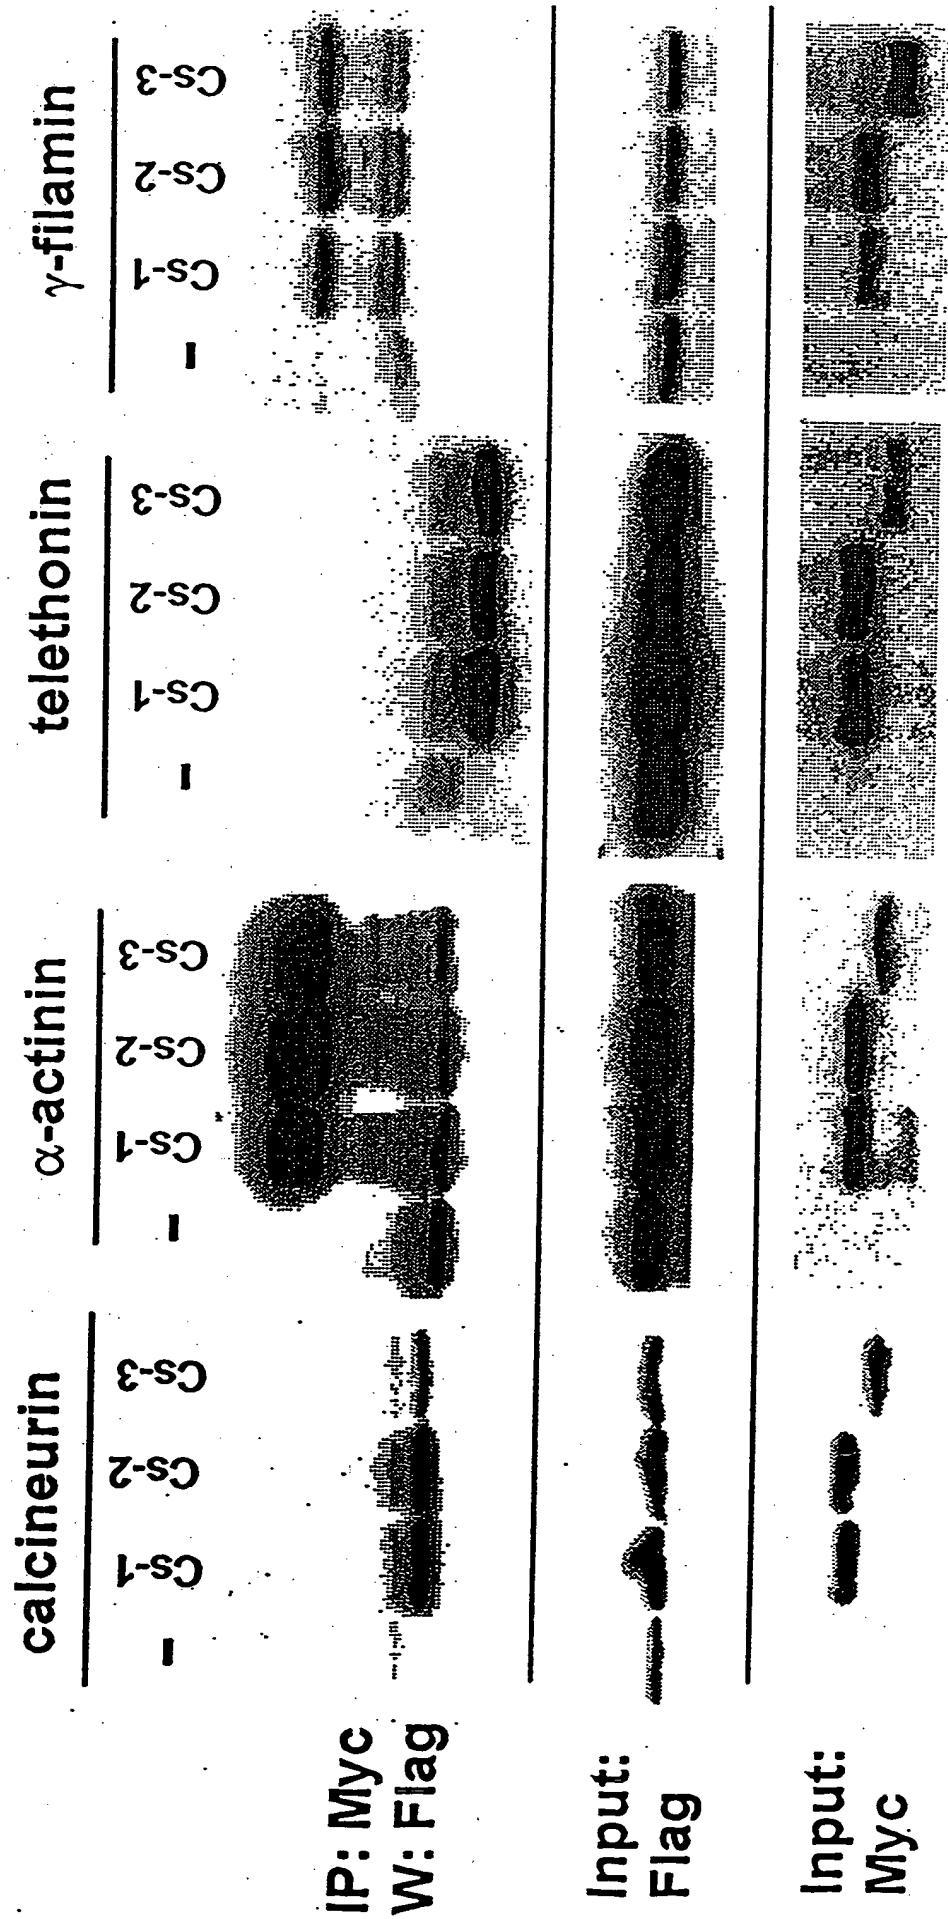 calcineurin α-actinin telethonin γ-filamin
– Cs-1 Cs-2 Cs-3 – Cs-1 Cs-2 Cs-3 – Cs-1 Cs-2 Cs-3 – Cs-1 Cs-2 Cs-3
IP: Myc
W: Flag
Input:
Flag
Input:
Myc